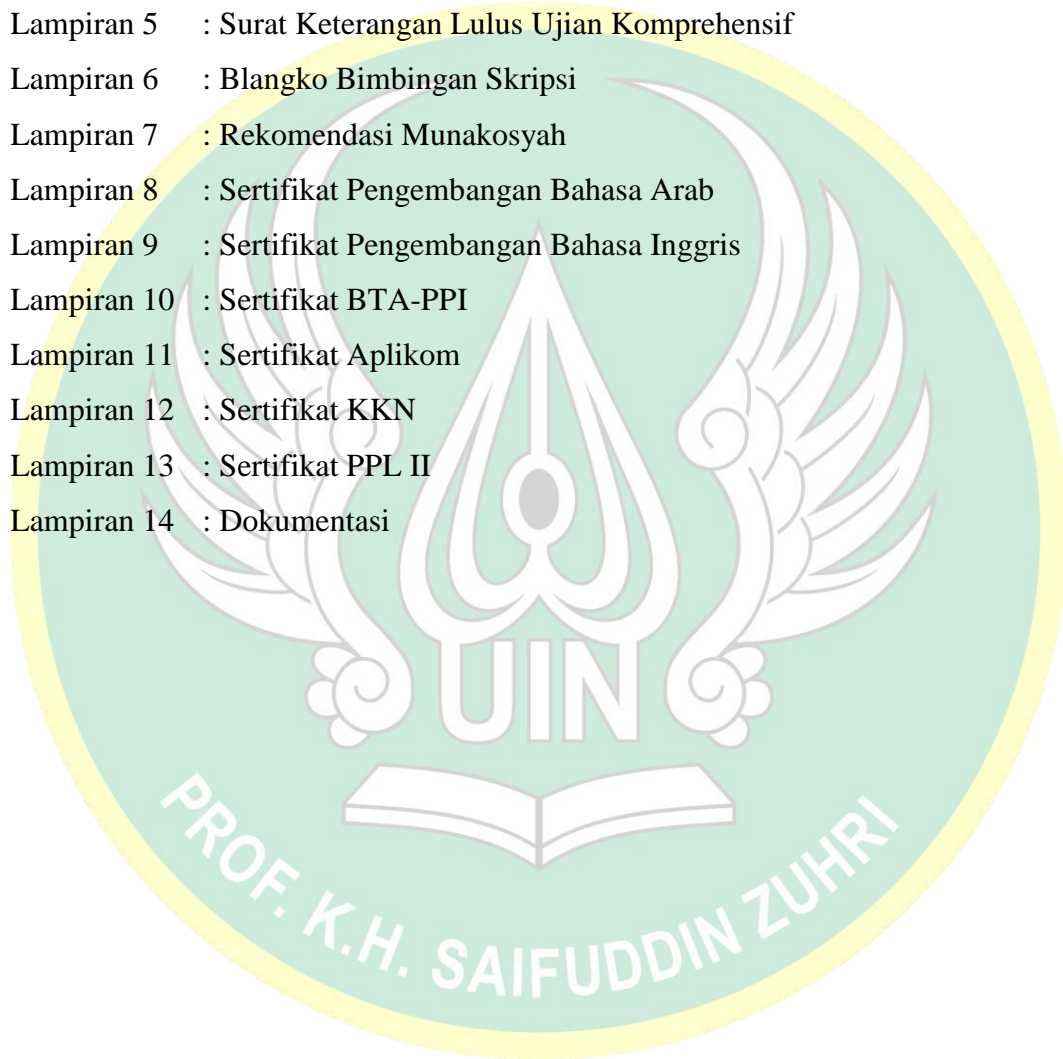 Lampiran 5 : Surat Keterangan Lulus Ujian Komprehensif
Lampiran 6 : Blangko Bimbingan Skripsi
Lampiran 7 : Rekomendasi Munakosyah
Lampiran 8 : Sertifikat Pengembangan Bahasa Arab
Lampiran 9 : Sertifikat Pengembangan Bahasa Inggris
Lampiran 10 : Sertifikat BTA-PPI
Lampiran 11 : Sertifikat Aplikom
Lampiran 12 : Sertifikat KKN
Lampiran 13 : Sertifikat PPL II
Lampiran 14 : Dokumentasi
UIN
PROF. K.H. SAIFUDDIN ZUHRI